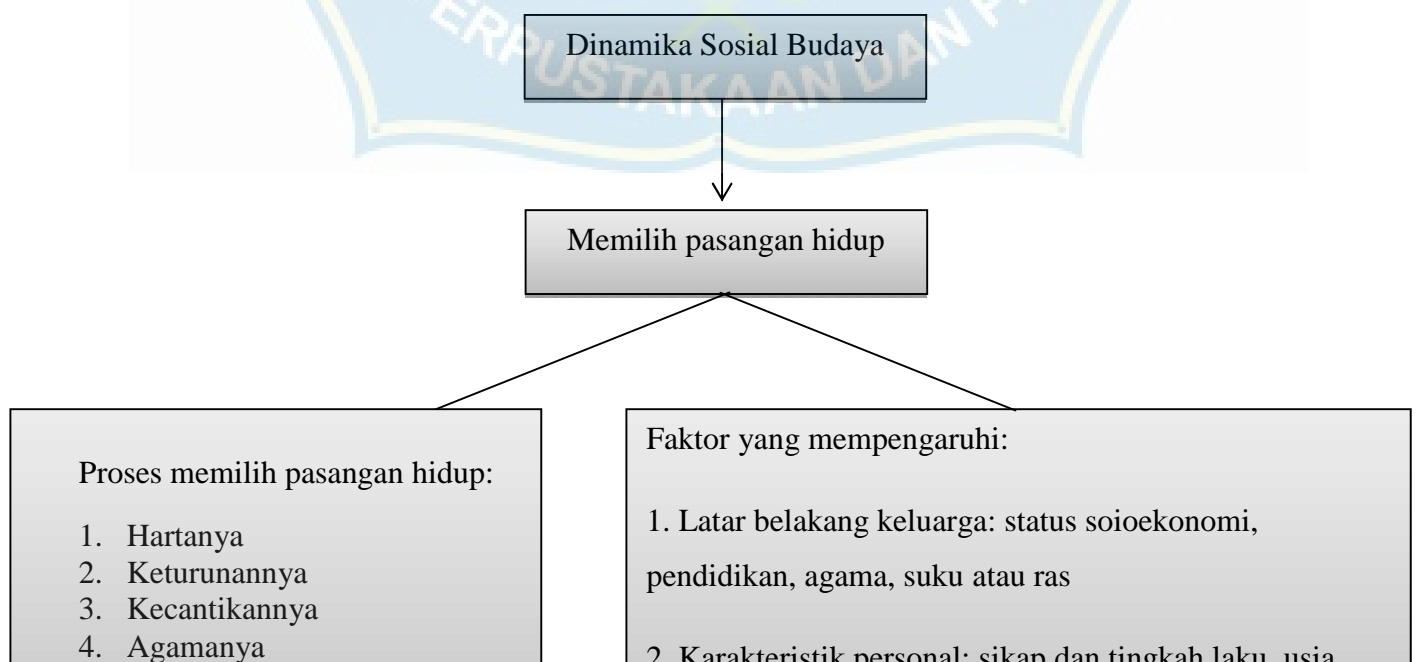 ERPUSTAKAAN DAN P
Dinamika Sosial Budaya
Memilih pasangan hidup
Proses memilih pasangan hidup:
1. Hartanya
2. Keturunannya
3. Kecantikannya
4. Agamanya
Faktor yang mempengaruhi:
1. Latar belakang keluarga: status soioekonomi,
pendidikan, agama, suku atau ras
2. Karakteristik personal: sikap dan tingkah laku, usia